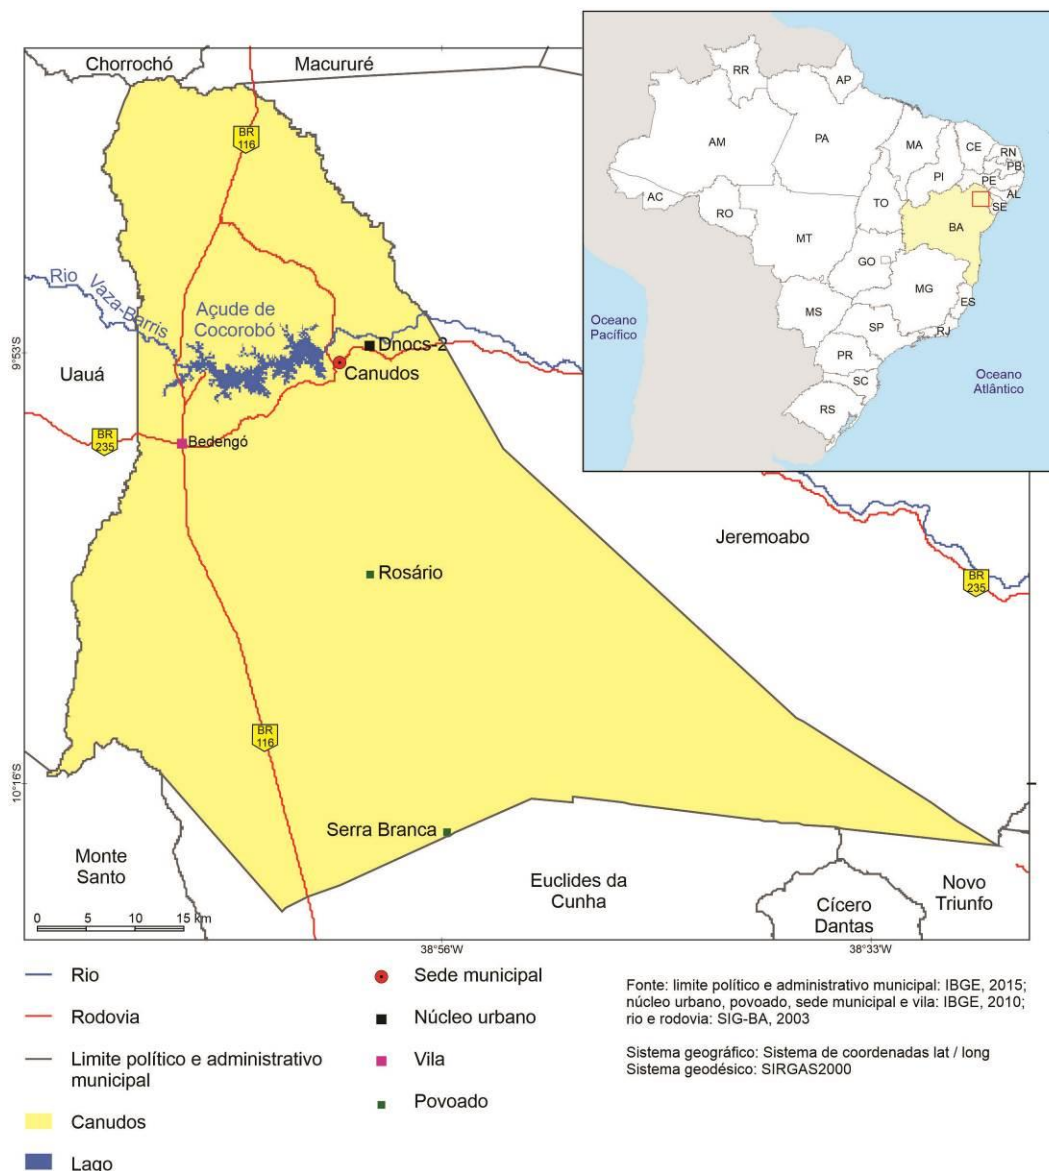 Chorrochó
Macururé
BR
116
Rio Vaza-Barris
Açude de
Cocorobó
Dnocs-2
Canudos
Uauá
BR
235
Bedengó
Jeremoabo
BR
235
Rosário
BR
116
Serra Branca
Monte
Santo
Euclides da
Cunha
Cícero
Dantas
Novo
Triunfo
0 5 10 15 km
9°53'S
10°16'S
38°56'W
38°33'W
RR
AP
AM
PA
MA
CE
RN
PB
PI
PE
AL
SE
AC
RO
TO
BA
MT
GO
MG
ES
MS
SP
RJ
PR
SC
RS
Oceano
Pacífico
Oceano
Atlântico
Rio
Rodovia
Limite político e administrativo
municipal
Canudos
Lago
Sede municipal
Núcleo urbano
Vila
Povoado
Fonte: limite político e administrativo municipal: IBGE, 2015;
núcleo urbano, povoado, sede municipal e vila: IBGE, 2010;
rio e rodovia: SIG-BA, 2003
Sistema geográfico: Sistema de coordenadas lat / long
Sistema geodésico: SIRGAS2000